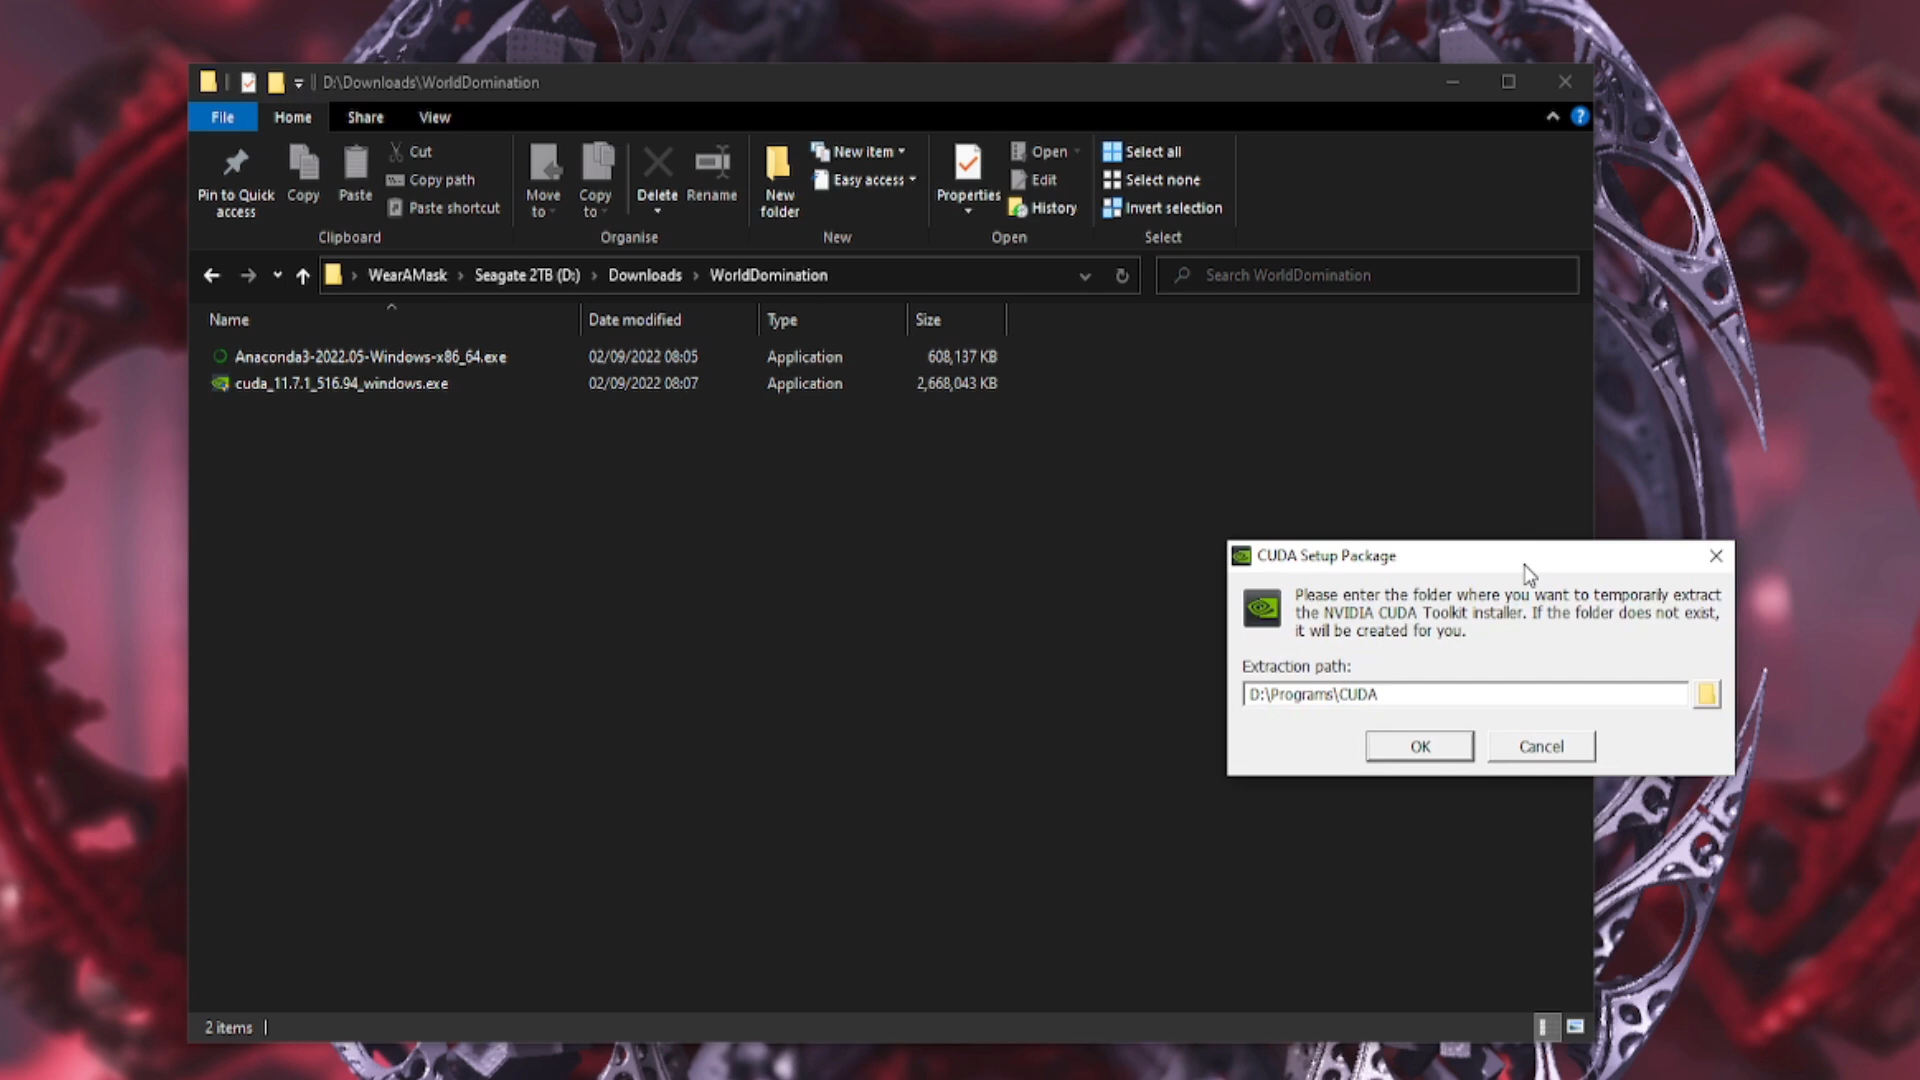 D:\Downloads\WorldDomination
File Home Share View
Pin to Quick access
Copy
Paste
Cut
Copy path
Paste shortcut
Clipboard
Move to
Copy to
Delete
Rename
Organise
New folder
New item
Easy access
New
Properties
Open
Edit
History
Open
Select all
Select none
Invert selection
Select
WearAMask > Seagate 2TB (D:) > Downloads > WorldDomination
Search WorldDomination
Name Date modified Type Size
Anaconda3-2022.05-Windows-x86_64.exe 02/09/2022 08:05 Application 608,137 KB
cuda_11.7.1_516.94_windows.exe 02/09/2022 08:07 Application 2,668,043 KB
CUDA Setup Package
Please enter the folder where you want to temporarily extract
the NVIDIA CUDA Toolkit installer. If the folder does not exist,
it will be created for you.
Extraction path:
D:\Programs\CUDA
OK Cancel
2 items